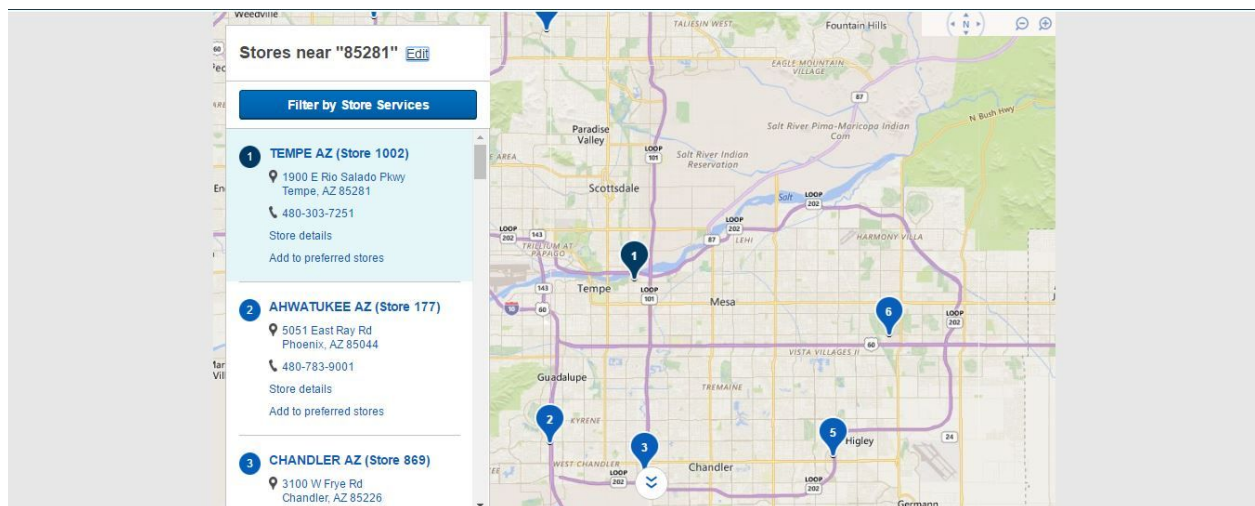 Stores near "85281" Edit
Filter by Store Services
1 TEMPE AZ (Store 1002)
1900 E Rio Salado Pkwy
Tempe, AZ 85281
480-303-7251
Store details
Add to preferred stores
2 AHWATUKEE AZ (Store 177)
5051 East Ray Rd
Phoenix, AZ 85044
480-783-9001
Store details
Add to preferred stores
3 CHANDLER AZ (Store 869)
3100 W Frye Rd
Chandler, AZ 85226
Weedville
TALIESIN WEST
Fountain Hills
N
EAGLE MOUNTAIN
VILLAGE
60
87
N Bush Hwy
Paradise
Valley
Salt River Pima-Maricopa Indian
Com
LOOP
101
Salt River Indian
Reservation
Scottsdale
Salt
LOOP
202
LOOP
202
LOOP
202
143
TRILLIUM AT
PAPAGO
87
LEHI
HARMONY VILLA
1
Tempe
143
LOOP
101
Mesa
10
60
6
LOOP
202
60
VISTA VILLAGES II
Guadalupe
TREMAINE
2
KYRENE
5
Higley
24
3
WEST CHANDLER
Chandler
LOOP
202
LOOP
202
Germann